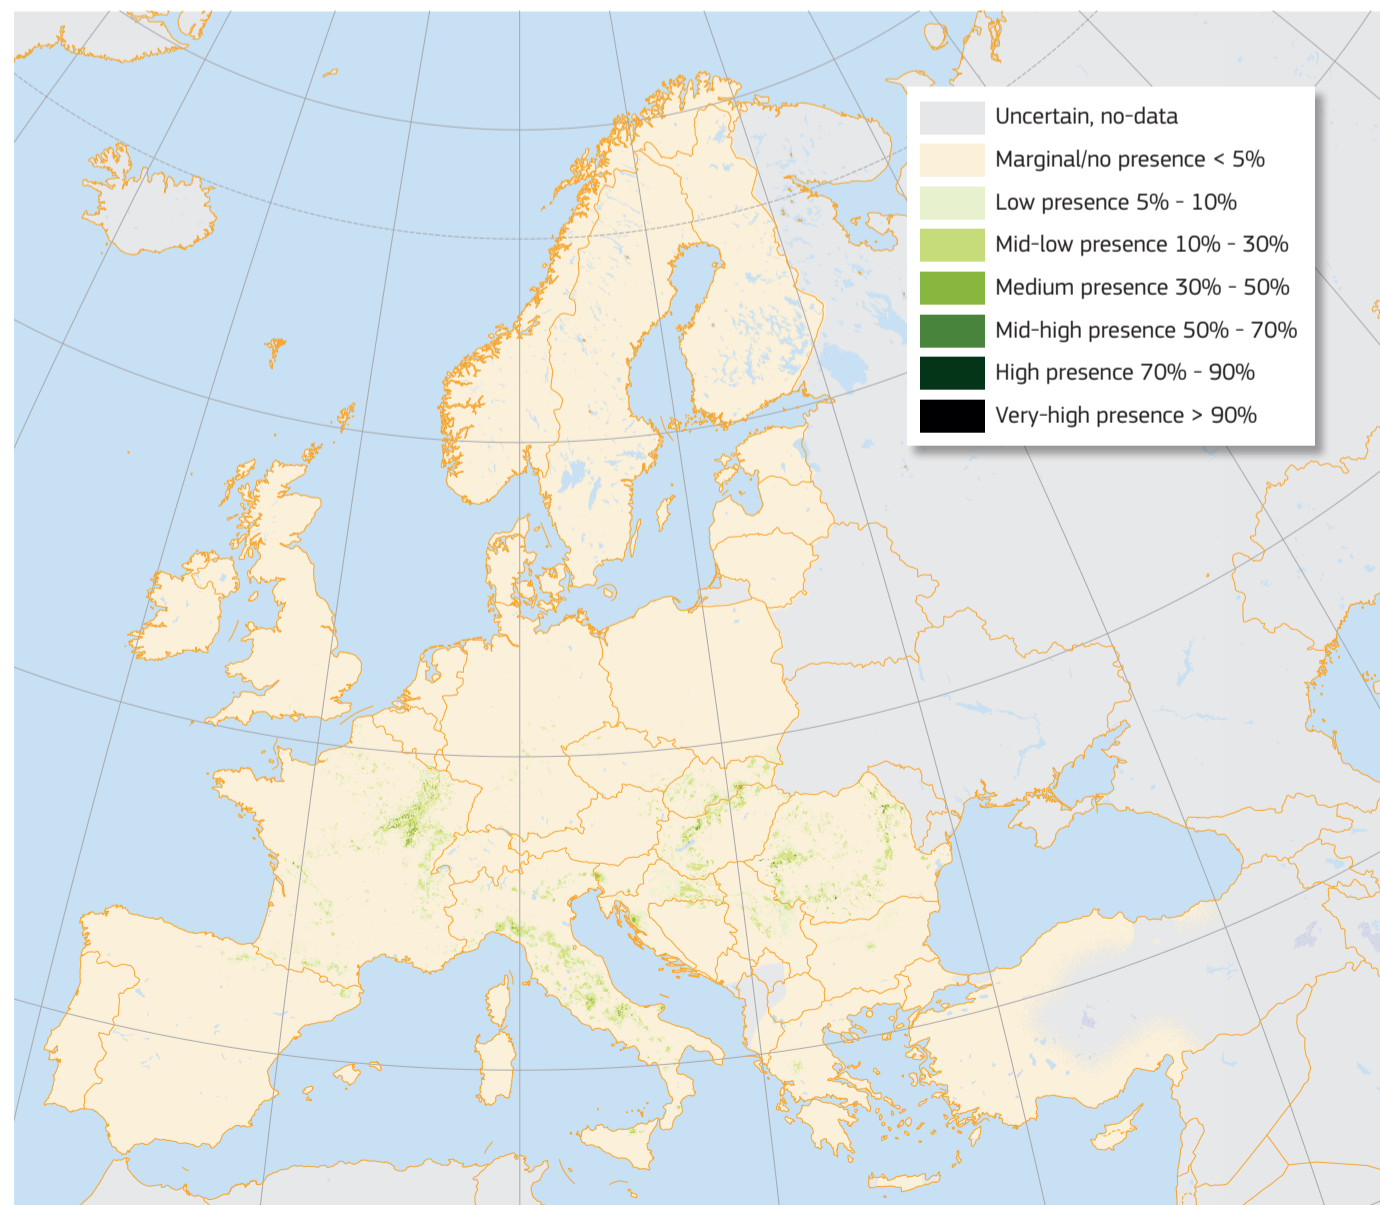 Uncertain, no-data
Marginal/no presence < 5%
Low presence 5% - 10%
Mid-low presence 10% - 30%
Medium presence 30% - 50%
Mid-high presence 50% - 70%
High presence 70% - 90%
Very-high presence > 90%